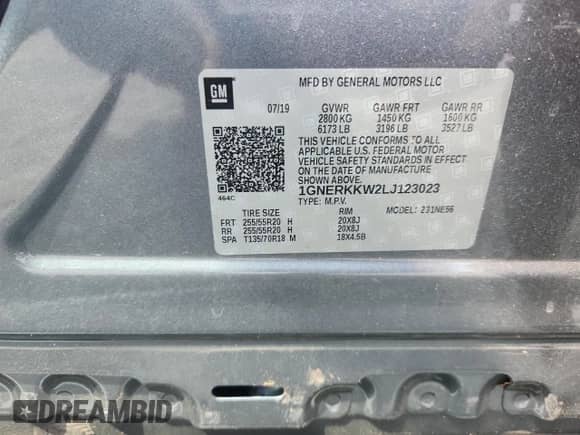 GM
MFD BY GENERAL MOTORS LLC
07/19 GVWR GAWR FRT GAWR RR
2800 KG 1450 KG 1600 KG
6173 LB 3196 LB 3527 LB
THIS VEHICLE CONFORMS TO ALL
APPLICABLE U.S. FEDERAL MOTOR
VEHICLE SAFETY STANDARDS IN EFFECT
ON THE DATE OF MANUFACTURE
SHOWN ABOVE.
1GNERKKW2LJ123023
464C
TYPE: M.P.V. MODEL: 231NE56
TIRE SIZE RIM
FRT 255/55R20 H 20X8J
RR 255/55R20 H 20X8J
SPA T135/70R18 M 18X4.5B
DREAMBID